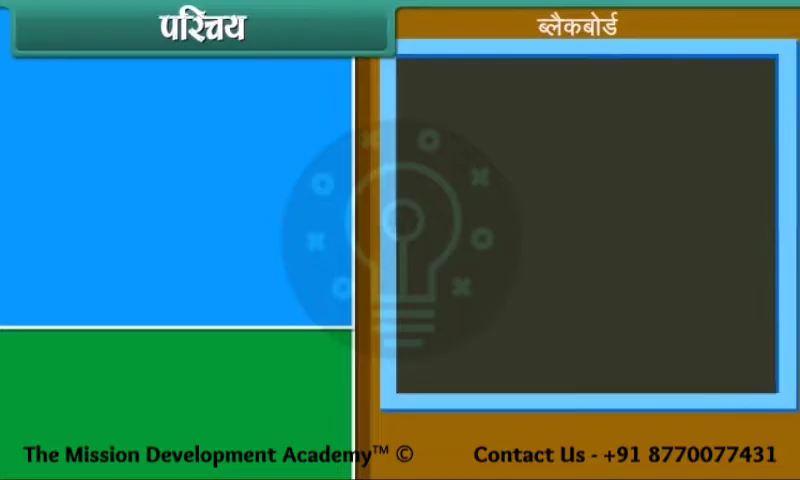 परिचय
ब्लैकबोर्ड
The Mission Development Academy™ ©
Contact Us - +91 8770077431